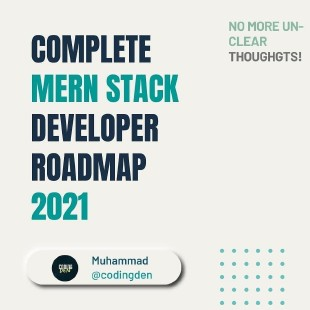 COMPLETE
MERN STACK
DEVELOPER
ROADMAP
2021
NO MORE UN-
CLEAR
THOUGHGTS!
Muhammad
@codingden